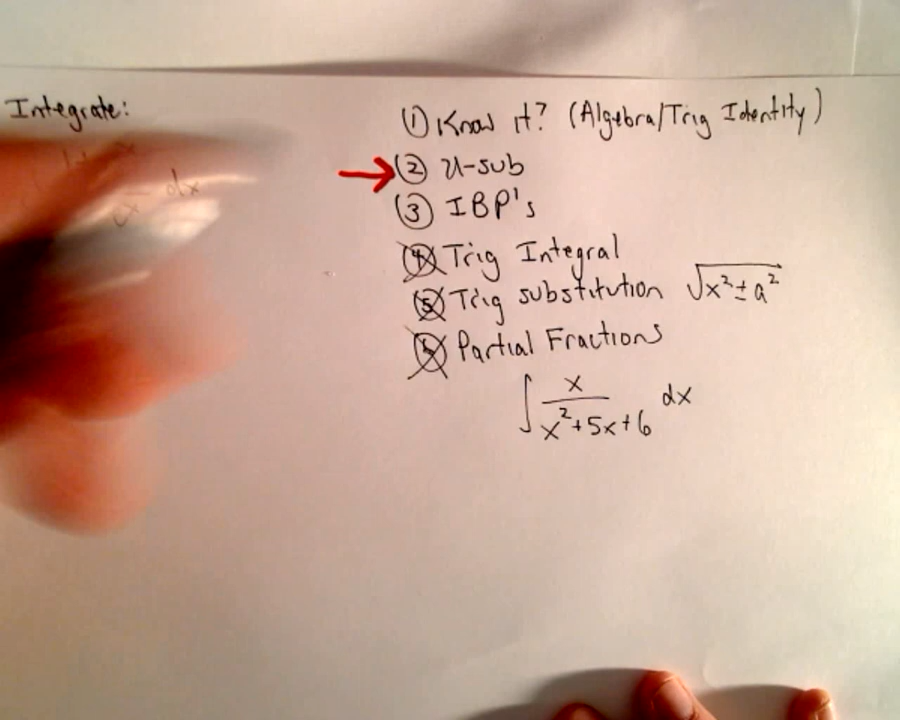 Integrate:
dx
① Know it? (Algebra/Trig Identity)
② U-sub
③ IBP's
④ Trig Integral
⑤ Trig substitution √x²±a²
⑥ Partial Fractions
∫ x/(x²+5x+6) dx